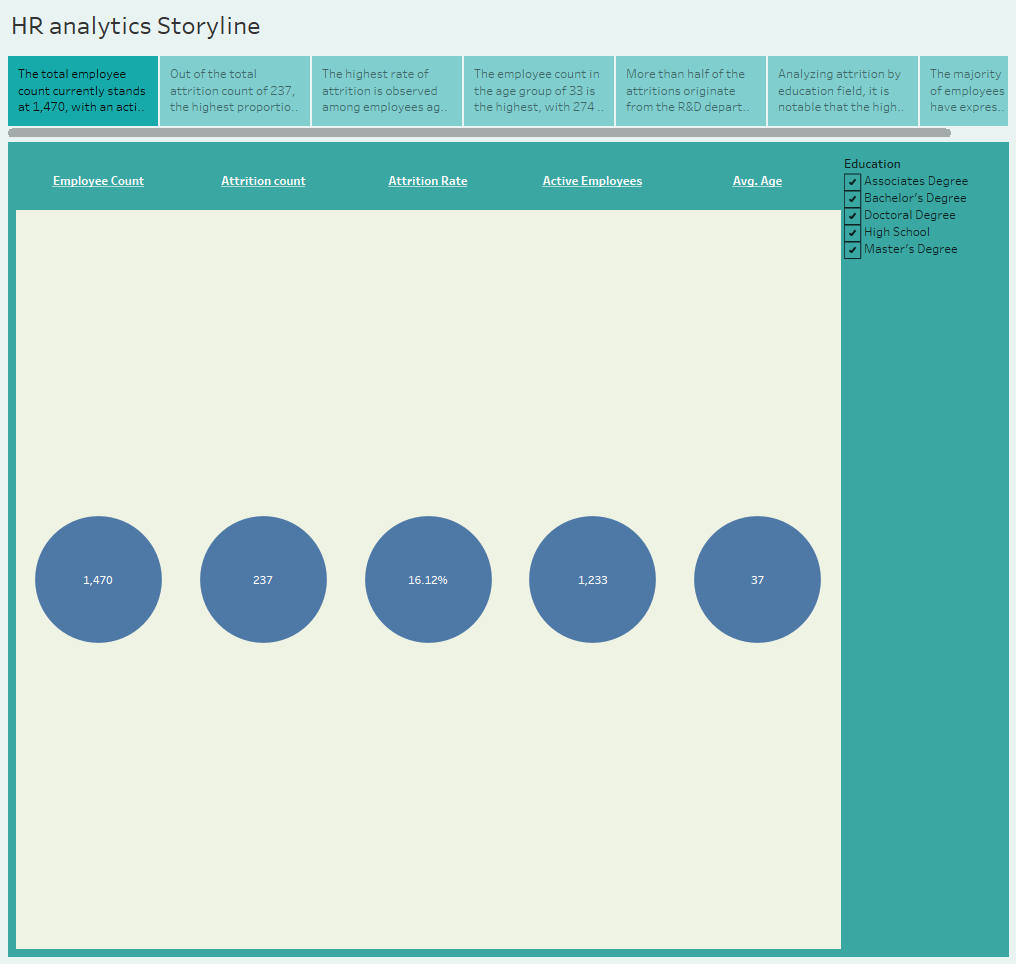 HR analytics Storyline
The total employee
count currently stands
at 1,470, with an acti..
Out of the total
attrition count of 237,
the highest proportio..
The highest rate of
attrition is observed
among employees ag..
The employee count in
the age group of 33 is
the highest, with 274 ..
More than half of the
attritions originate
from the R&D depart..
Analyzing attrition by
education field, it is
notable that the high..
The majority
of employees
have expres..
Employee Count
Attrition count
Attrition Rate
Active Employees
Avg. Age
1,470
237
16.12%
1,233
37
Education
Associates Degree
Bachelor's Degree
Doctoral Degree
High School
Master's Degree